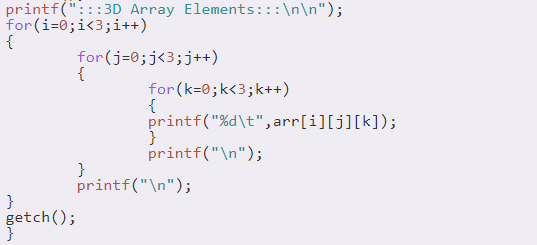 printf(":::3D Array Elements:::\n\n");
for(i=0;i<3;i++)
{
for(j=0;j<3;j++)
{
for(k=0;k<3;k++)
{
printf("%d\t",arr[i][j][k]);
}
printf("\n");
}
printf("\n");
}
getch();
}